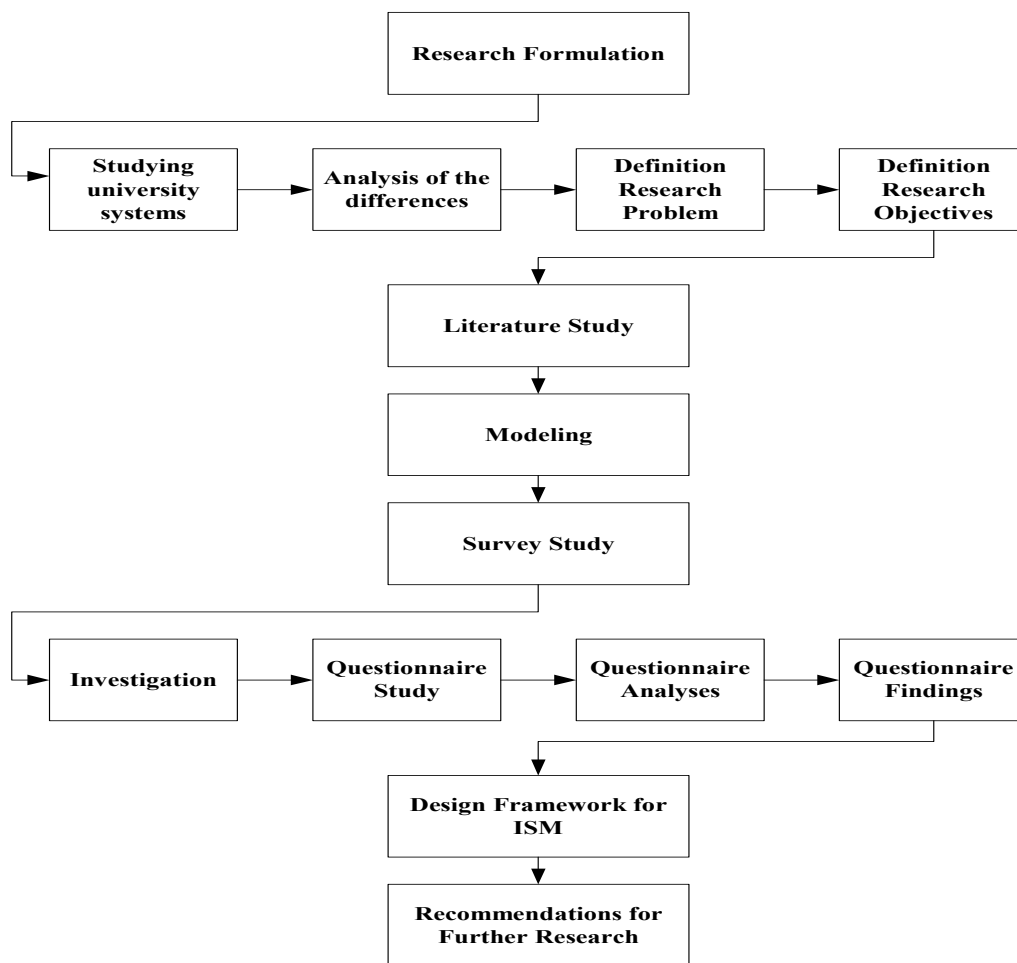 Research Formulation
Studying
university
systems
Analysis of the
differences
Definition
Research
Problem
Definition
Research
Objectives
Literature Study
Modeling
Survey Study
Investigation
Questionnaire
Study
Questionnaire
Analyses
Questionnaire
Findings
Design Framework for
ISM
Recommendations for
Further Research